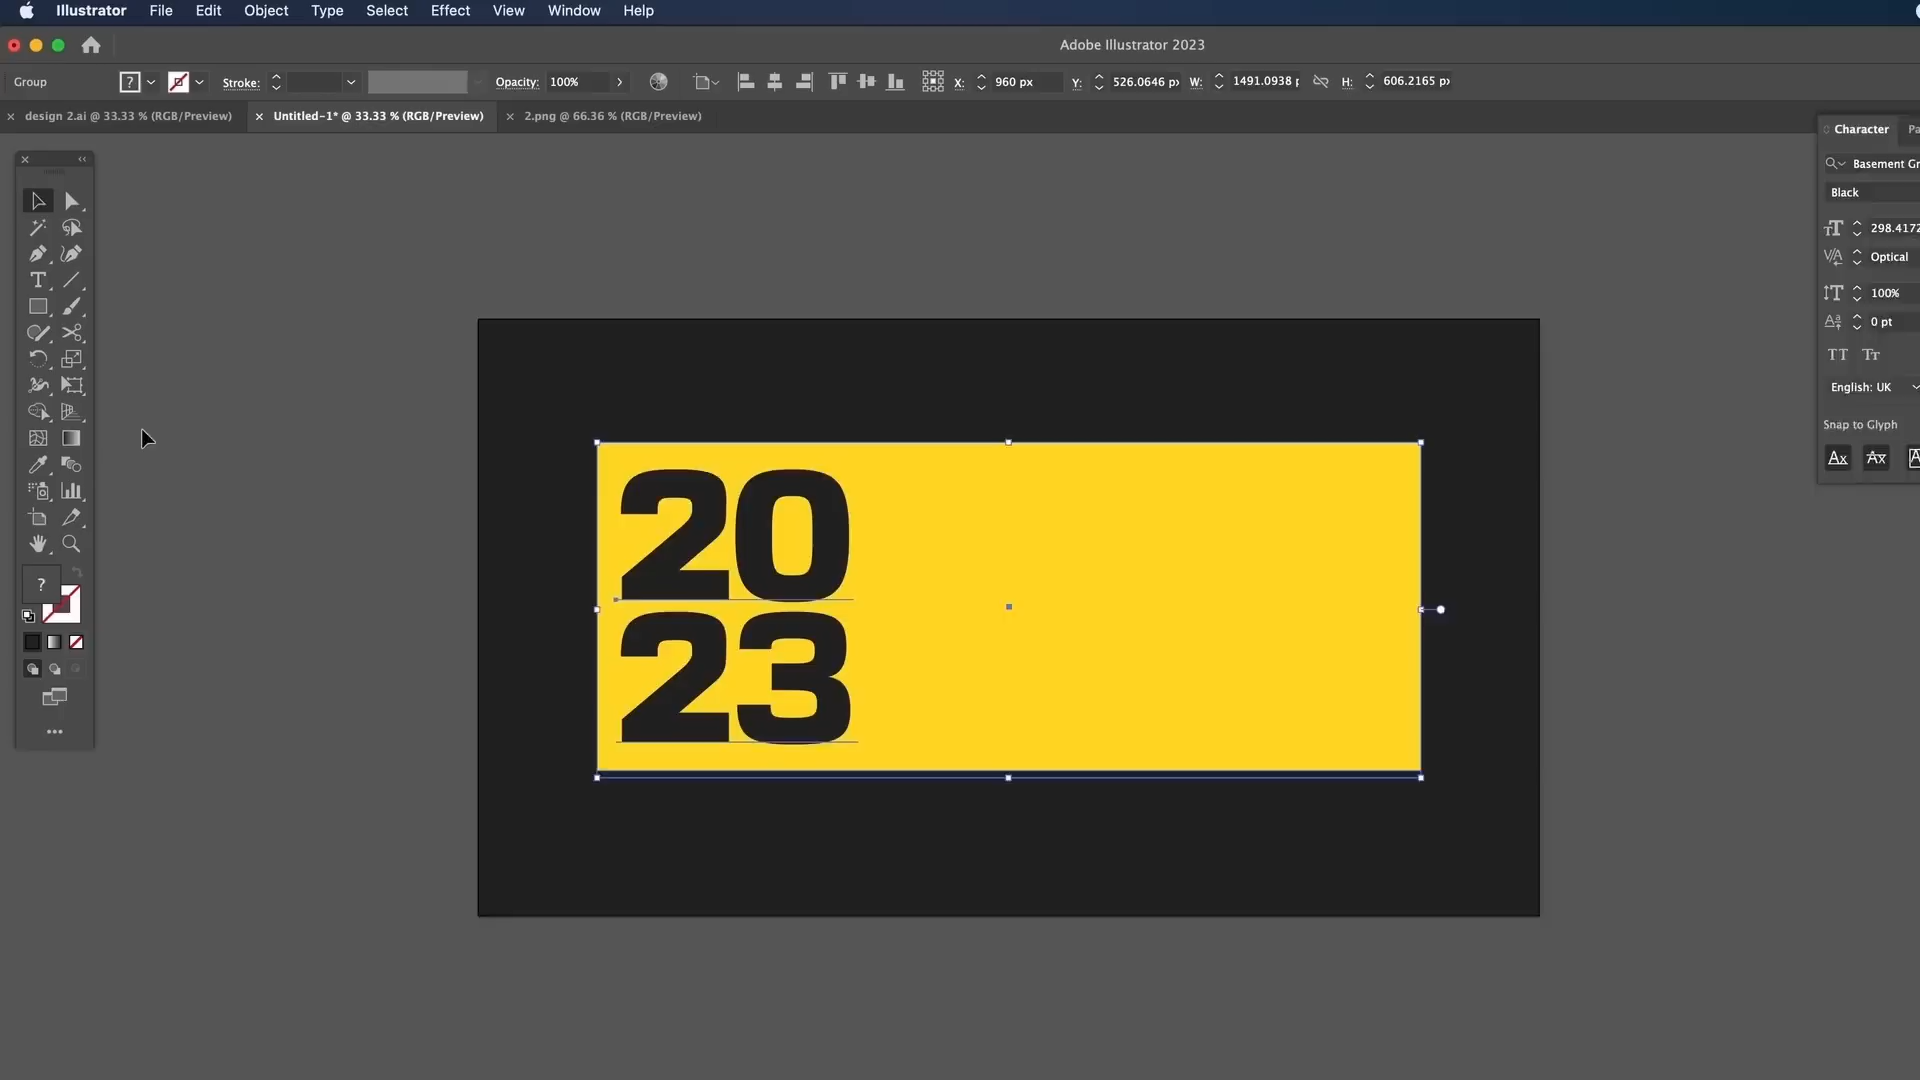 Illustrator File Edit Object Type Select Effect View Window Help
Adobe Illustrator 2023
Group ? Stroke: Opacity: 100% X: 960 px Y: 526.0646 px W: 1491.0938 H: 606.2165 px
design 2.ai @ 33.33 % (RGB/Preview) Untitled-1* @ 33.33 % (RGB/Preview) 2.png @ 66.36 % (RGB/Preview)
Character
Basement Gr
Black
298.4172
Optical
100%
0 pt
TT Tr
English: UK
Snap to Glyph
Ax Ax A
20
23
?